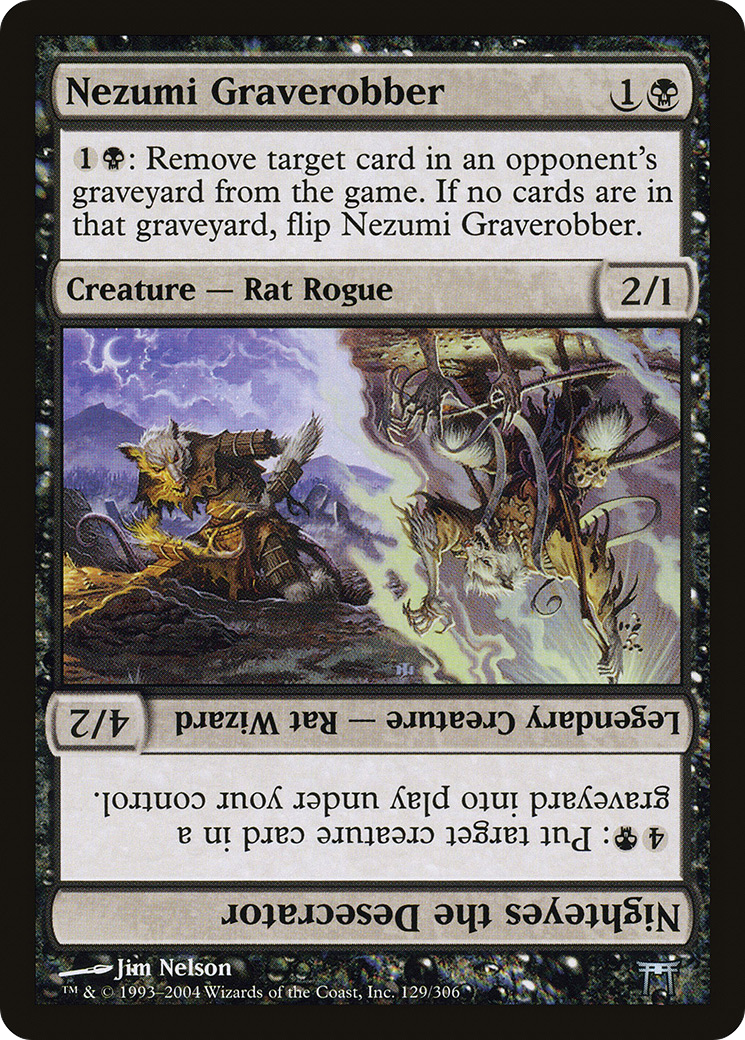 Nezumi Graverobber 1
1: Remove target card in an opponent's
graveyard from the game. If no cards are in
that graveyard, flip Nezumi Graverobber.
Creature — Rat Rogue
2/1
Nighteyes the Desecrator
4: Put target creature card in a
graveyard into play under your control.
Legendary Creature — Rat Wizard
4/2
Jim Nelson
™ & © 1993–2004 Wizards of the Coast, Inc. 129/306